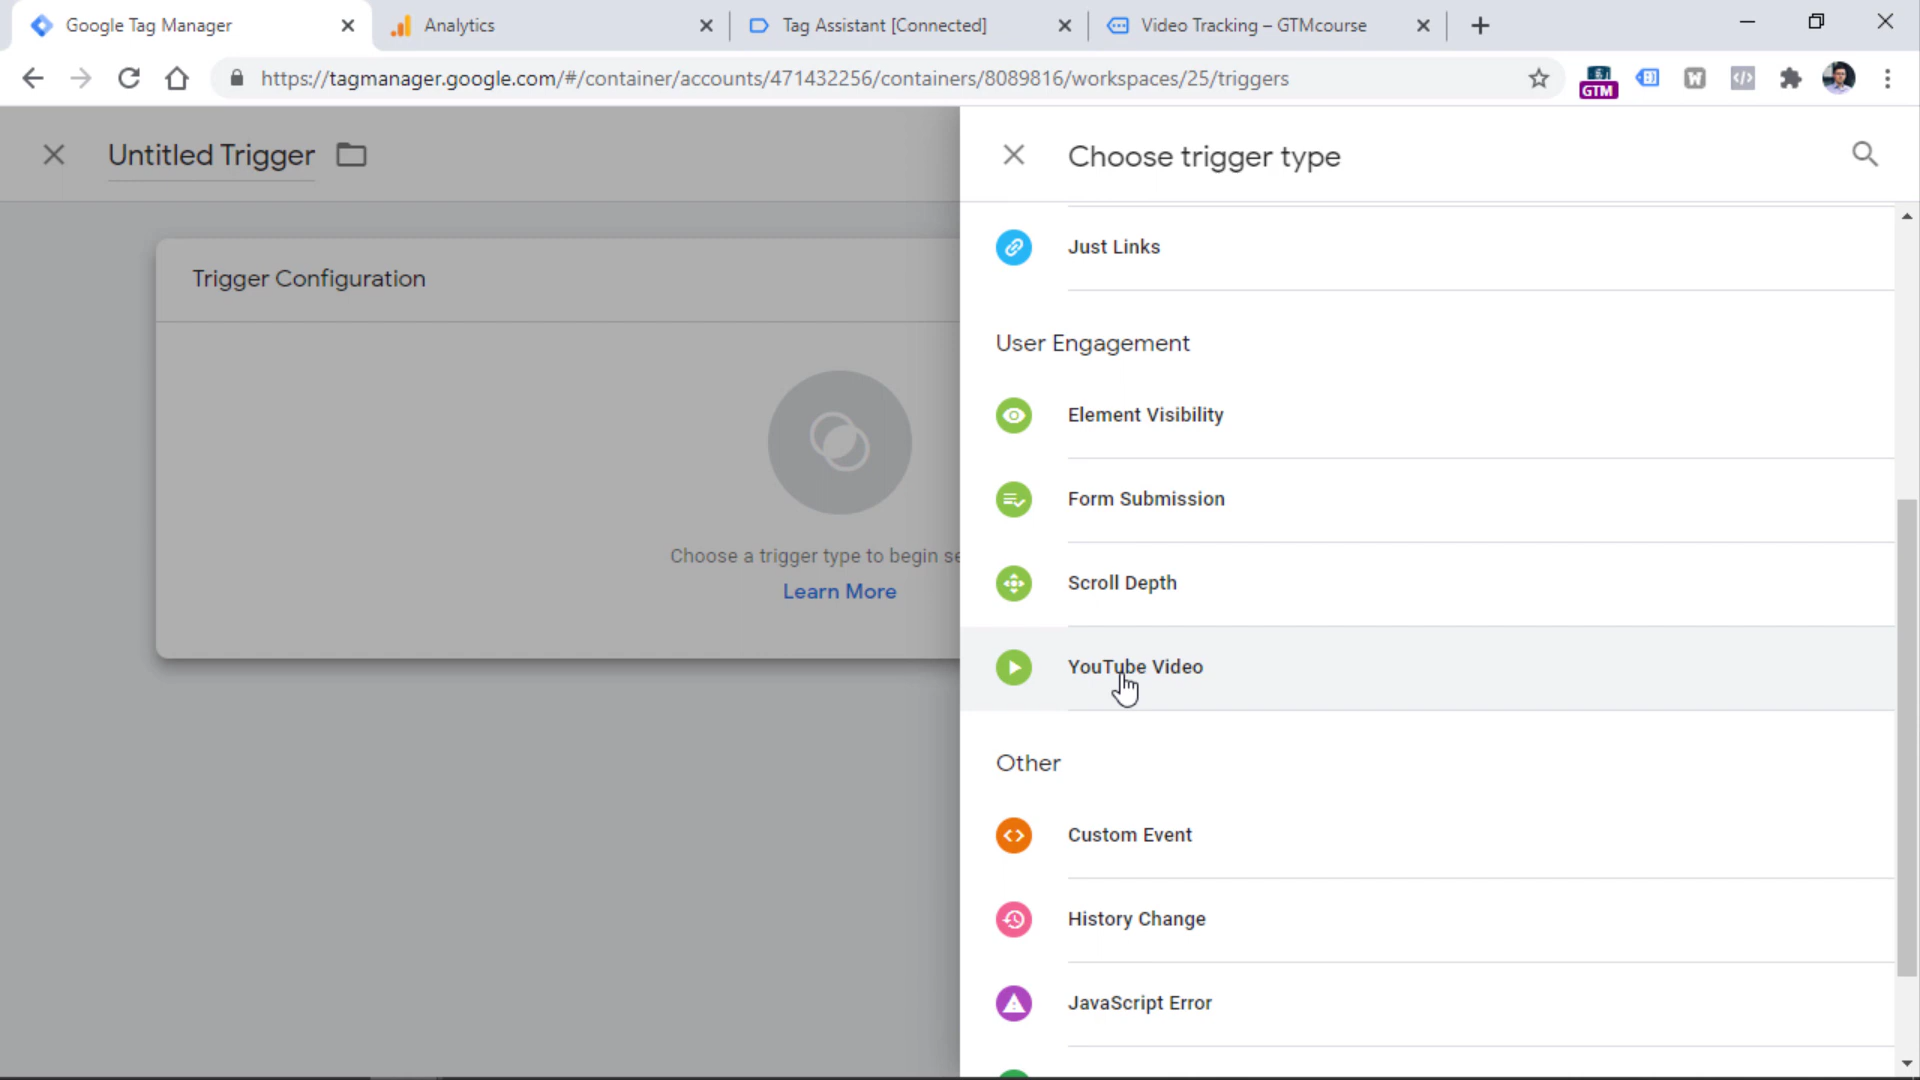 Google Tag Manager
Analytics
Tag Assistant [Connected]
Video Tracking – GTMcourse
https://tagmanager.google.com/#/container/accounts/471432256/containers/8089816/workspaces/25/triggers
GTM
W
Untitled Trigger
Choose trigger type
Trigger Configuration
Choose a trigger type to begin se
Learn More
Just Links
User Engagement
Element Visibility
Form Submission
Scroll Depth
YouTube Video
Other
Custom Event
History Change
JavaScript Error